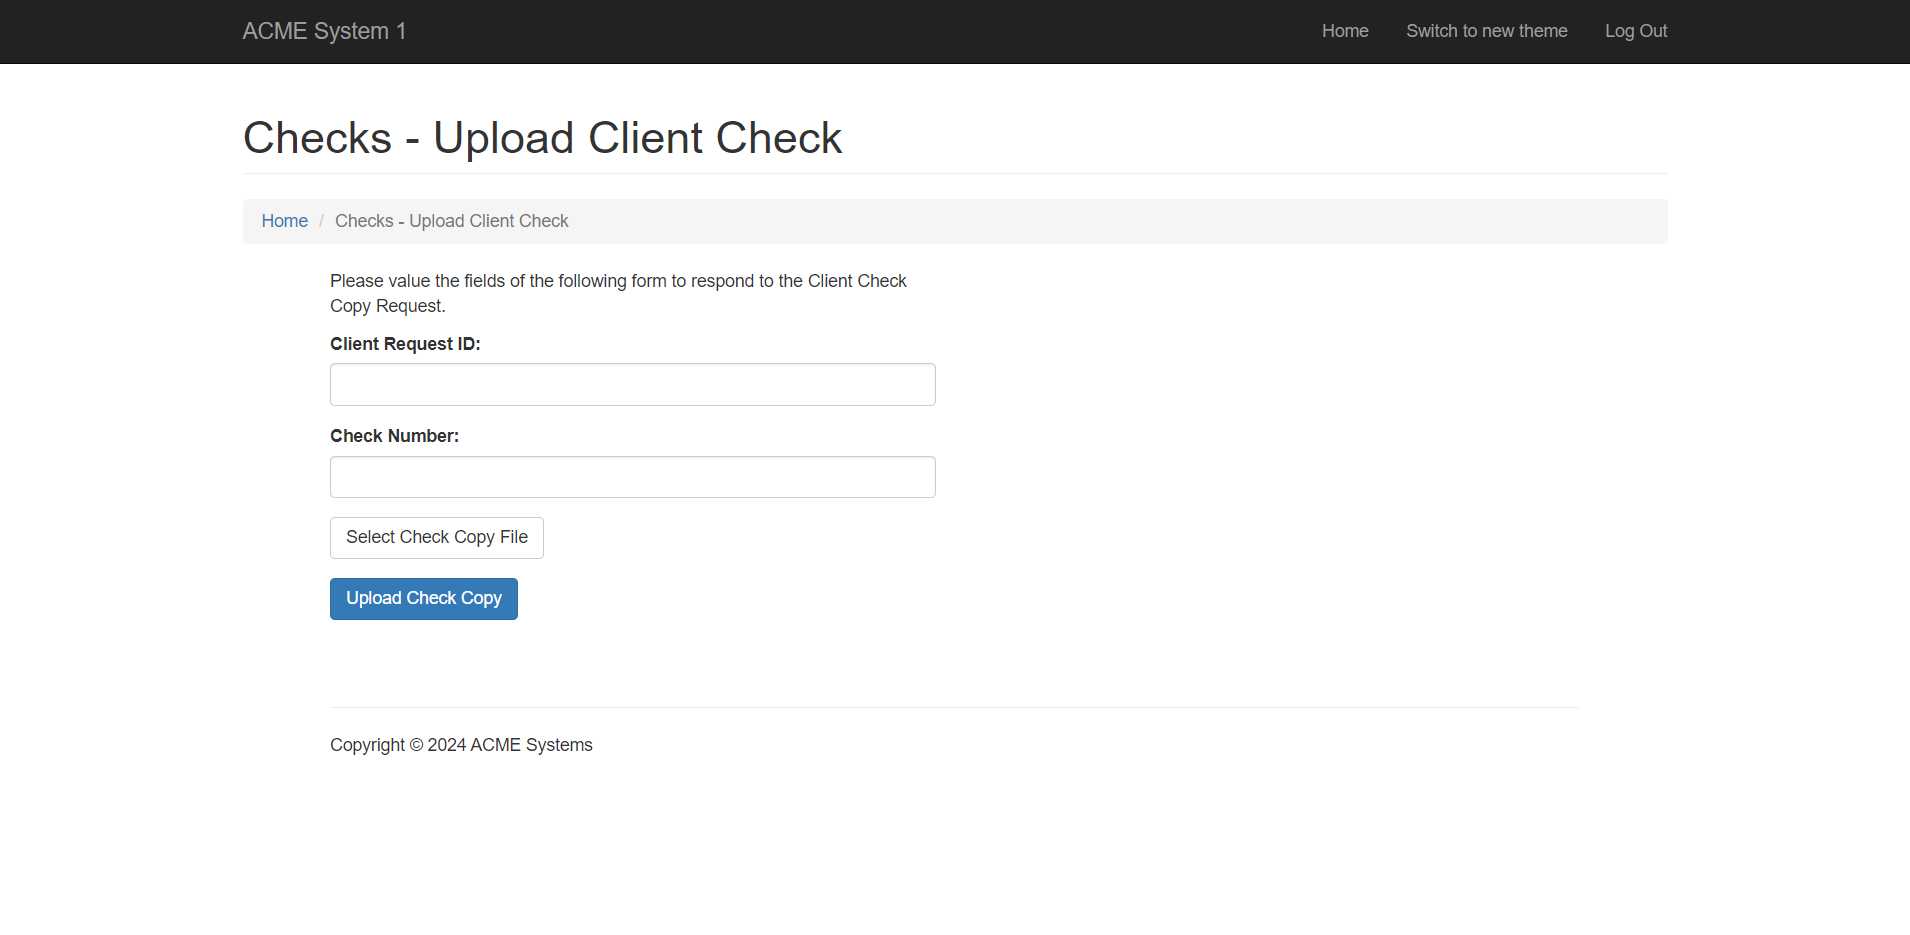 ACME System 1
Home
Switch to new theme
Log Out
Checks - Upload Client Check
Home / Checks - Upload Client Check
Please value the fields of the following form to respond to the Client Check
Copy Request.
Client Request ID:
Check Number:
Select Check Copy File
Upload Check Copy
Copyright © 2024 ACME Systems